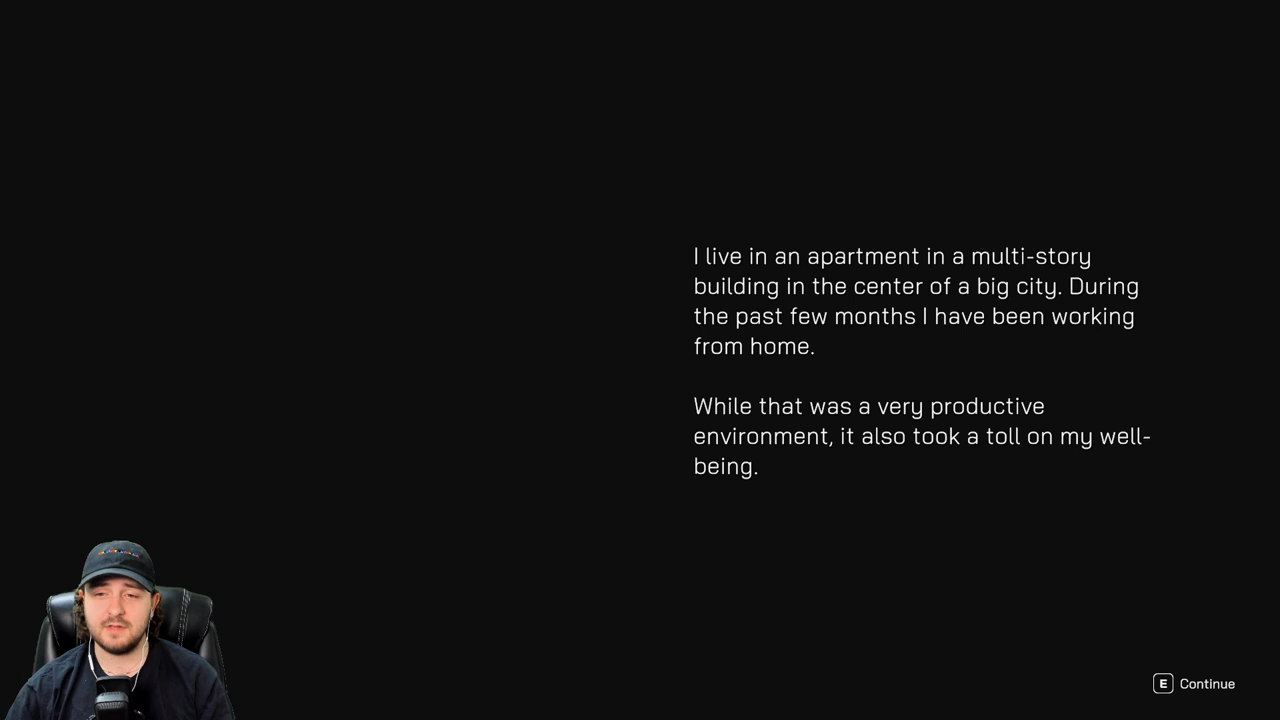 I live in an apartment in a multi-story
building in the center of a big city. During
the past few months I have been working
from home.
While that was a very productive
environment, it also took a toll on my well-
being.
E Continue